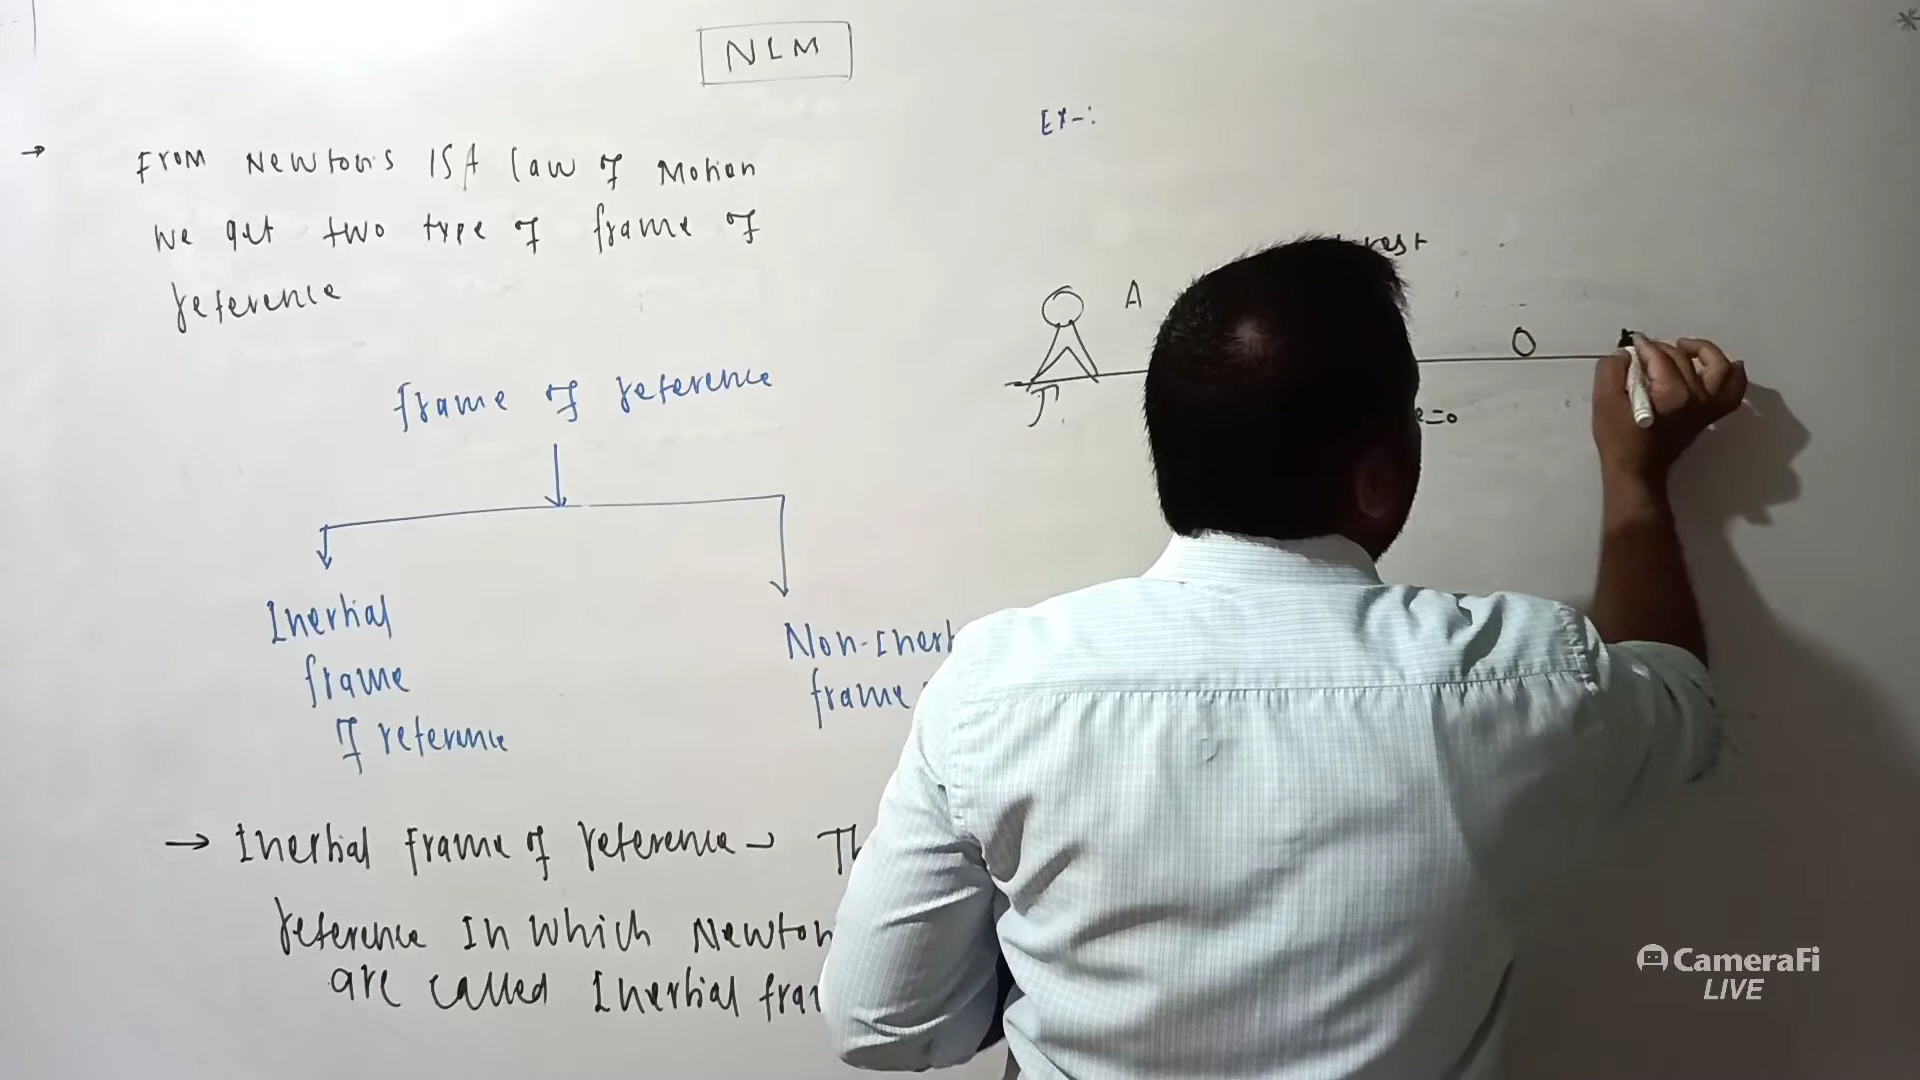 NLM
→ From Newton's 1st law of Motion
we get two type of frame of
reference
frame of reference
Inertial
frame
of reference
Non-Inert
frame
→ Inertial frame of reference → Th
reference In which Newton
are called Inertial fra
Ex-:
rest
A
O
=0
CameraFi
LIVE